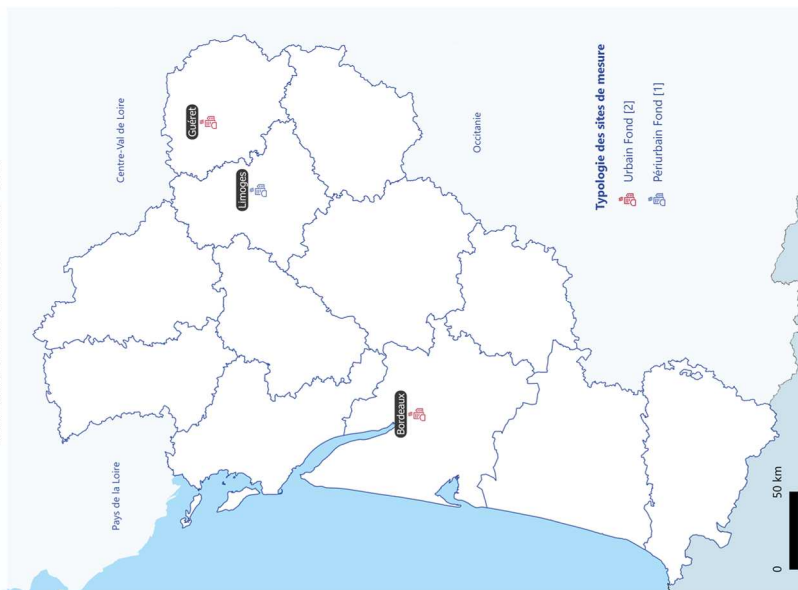 Centre-Val de Loire
Guéret
Limoges
Pays de la Loire
Bordeaux
Occitanie
Typologie des sites de mesure
Urbain Fond [2]
Périurbain Fond [1]
0 50 km